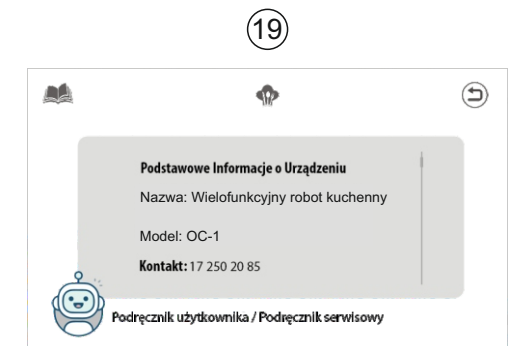 19
Podstawowe Informacje o Urządzeniu
Nazwa: Wielofunkcyjny robot kuchenny
Model: OC-1
Kontakt: 17 250 20 85
Podręcznik użytkownika / Podręcznik serwisowy